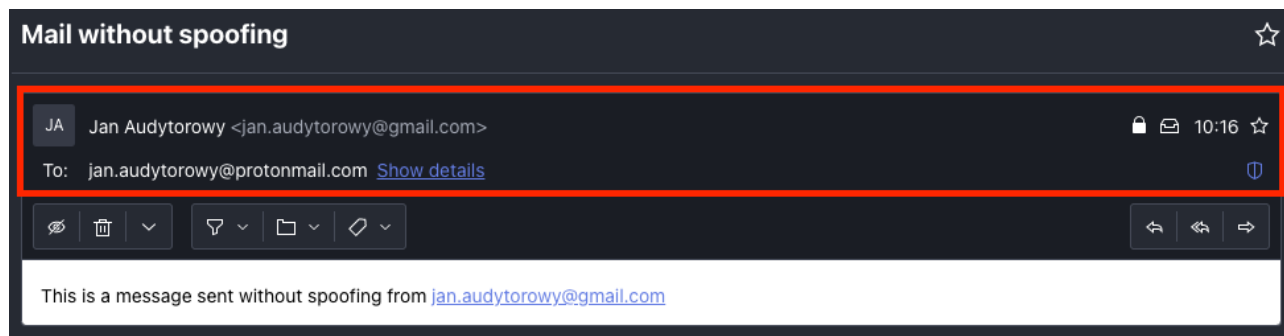 Mail without spoofing
JA Jan Audytorowy <jan.audytorowy@gmail.com> 10:16
To: jan.audytorowy@protonmail.com Show details
This is a message sent without spoofing from jan.audytorowy@gmail.com